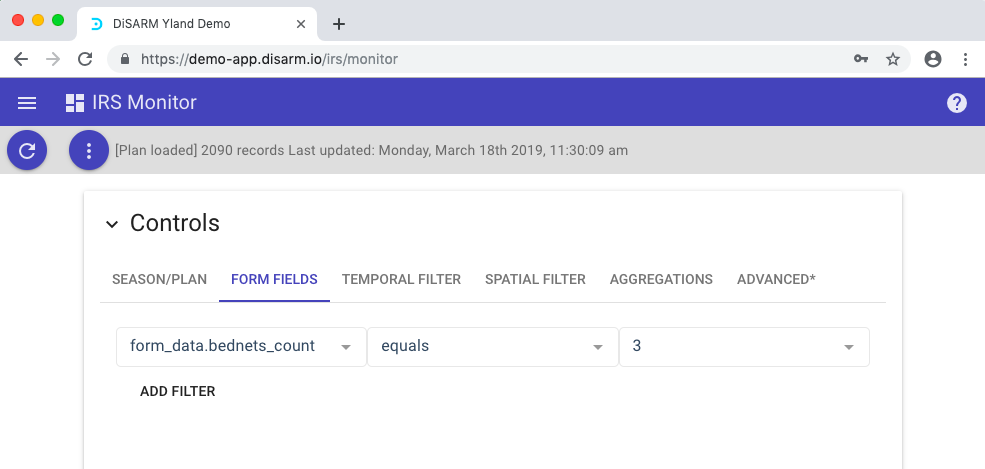 DiSARM Yland Demo
https://demo-app.disarm.io/irs/monitor
IRS Monitor
[Plan loaded] 2090 records Last updated: Monday, March 18th 2019, 11:30:09 am
Controls
SEASON/PLAN FORM FIELDS TEMPORAL FILTER SPATIAL FILTER AGGREGATIONS ADVANCED*
form_data.bednets_count equals 3
ADD FILTER